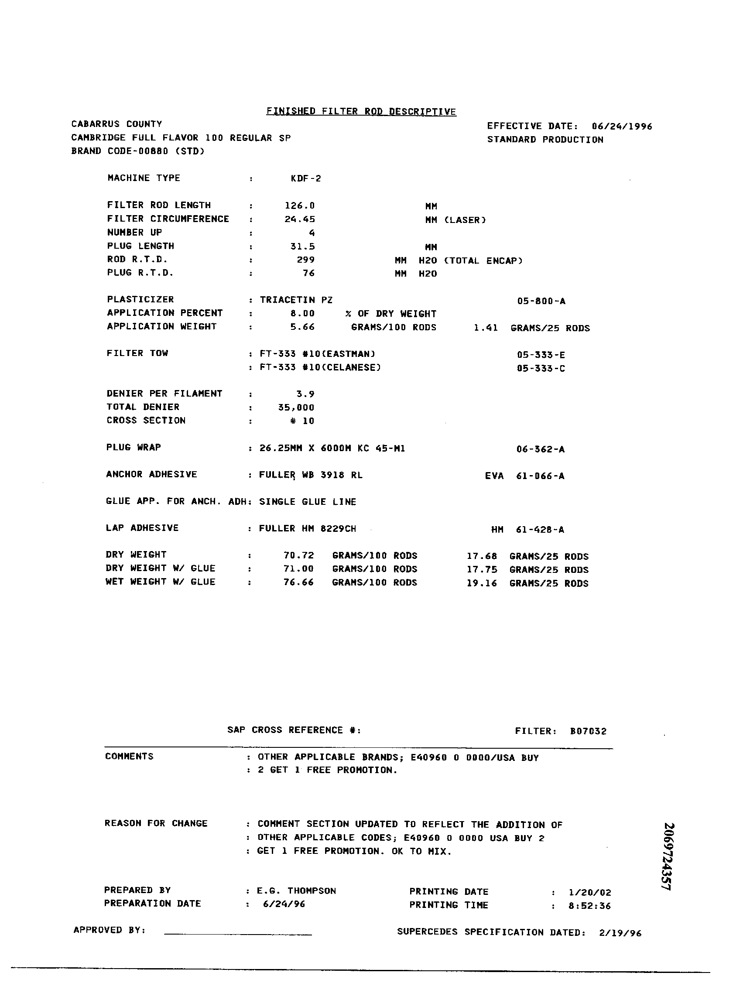 FINISHED FILTER ROD DESCRIPTIVE
CABARRUS COUNTY EFFECTIVE DATE: 06/24/1996
CAMBRIDGE FULL FLAVOR 100 REGULAR SP STANDARD PRODUCTION
BRAND CODE-00880 (STD)
MACHINE TYPE : KDF-2
FILTER ROD LENGTH : 126.0 MM
FILTER CIRCUMFERENCE : 24.45 MM (LASER)
NUMBER UP : 4
PLUG LENGTH : 31.5 MM
ROD R.T.D. : 299 MM H2O (TOTAL ENCAP)
PLUG R.T.D. : 76 MM H2O
PLASTICIZER : TRIACETIN PZ 05-800-A
APPLICATION PERCENT : 8.00 % OF DRY WEIGHT
APPLICATION WEIGHT : 5.66 GRAMS/100 RODS 1.41 GRAMS/25 RODS
FILTER TOW : FT-333 #10(EASTMAN) 05-333-E
: FT-333 #10(CELANESE) 05-333-C
DENIER PER FILAMENT : 3.9
TOTAL DENIER : 35,000
CROSS SECTION : # 10
PLUG WRAP : 26.25MM X 6000M KC 45-M1 06-362-A
ANCHOR ADHESIVE : FULLER WB 3918 RL EVA 61-066-A
GLUE APP. FOR ANCH. ADH: SINGLE GLUE LINE
LAP ADHESIVE : FULLER HM 8229CH HM 61-428-A
DRY WEIGHT : 70.72 GRAMS/100 RODS 17.68 GRAMS/25 RODS
DRY WEIGHT W/ GLUE : 71.00 GRAMS/100 RODS 17.75 GRAMS/25 RODS
WET WEIGHT W/ GLUE : 76.66 GRAMS/100 RODS 19.16 GRAMS/25 RODS
SAP CROSS REFERENCE #: FILTER: B07032
COMMENTS : OTHER APPLICABLE BRANDS; E40960 0 0000/USA BUY
: 2 GET 1 FREE PROMOTION.
REASON FOR CHANGE : COMMENT SECTION UPDATED TO REFLECT THE ADDITION OF
: OTHER APPLICABLE CODES; E40960 0 0000 USA BUY 2
: GET 1 FREE PROMOTION. OK TO MIX.
2069724357
PREPARED BY : E.G. THOMPSON PRINTING DATE : 1/20/02
PREPARATION DATE : 6/24/96 PRINTING TIME : 8:52:36
APPROVED BY: SUPERCEDES SPECIFICATION DATED: 2/19/96